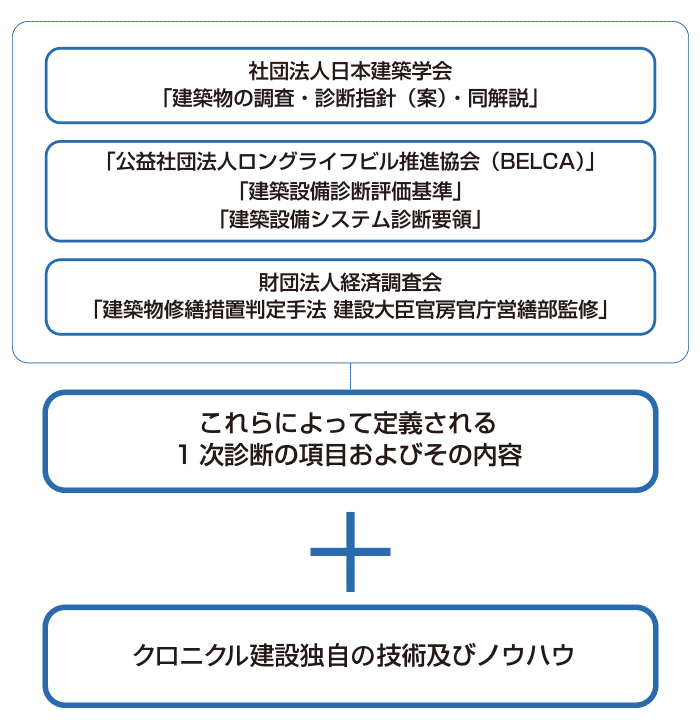 社団法人日本建築学会
「建築物の調査・診断指針（案）・同解説」
「公益社団法人ロングライフビル推進協会（BELCA）」
「建築設備診断評価基準」
「建築設備システム診断要領」
財団法人経済調査会
「建築物修繕措置判定手法 建設大臣官房官庁営繕部監修」
これらによって定義される
1 次診断の項目およびその内容
＋
クロニクル建設独自の技術及びノウハウ